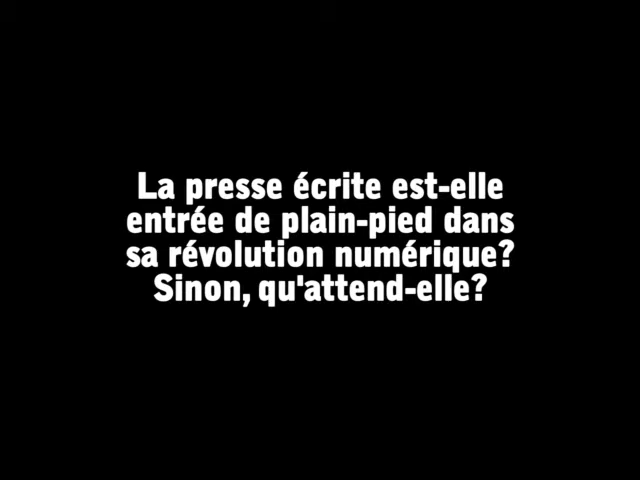 La presse écrite est-elle
entrée de plain-pied dans
sa révolution numérique?
Sinon, qu'attend-elle?